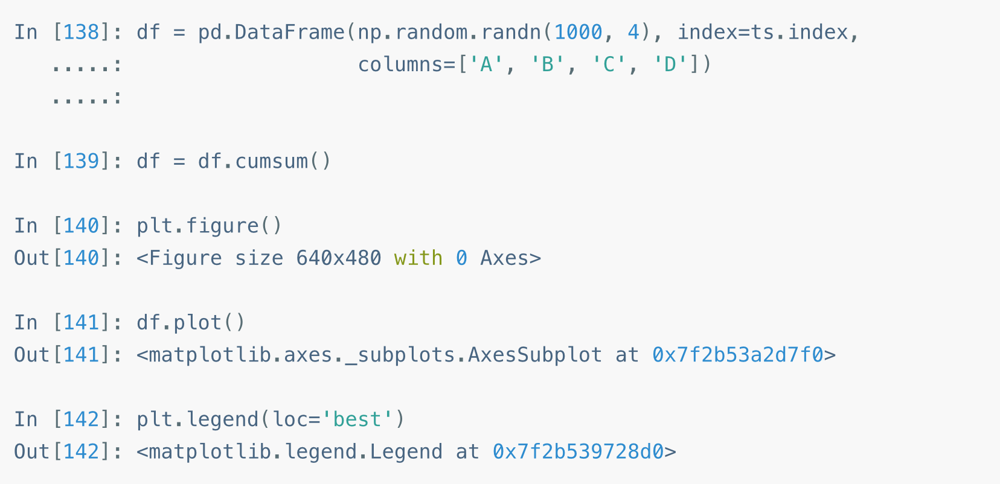 In [138]: df = pd.DataFrame(np.random.randn(1000, 4), index=ts.index,
   .....:                   columns=['A', 'B', 'C', 'D'])
   .....:
In [139]: df = df.cumsum()
In [140]: plt.figure()
Out[140]: <Figure size 640x480 with 0 Axes>
In [141]: df.plot()
Out[141]: <matplotlib.axes._subplots.AxesSubplot at 0x7f2b53a2d7f0>
In [142]: plt.legend(loc='best')
Out[142]: <matplotlib.legend.Legend at 0x7f2b539728d0>